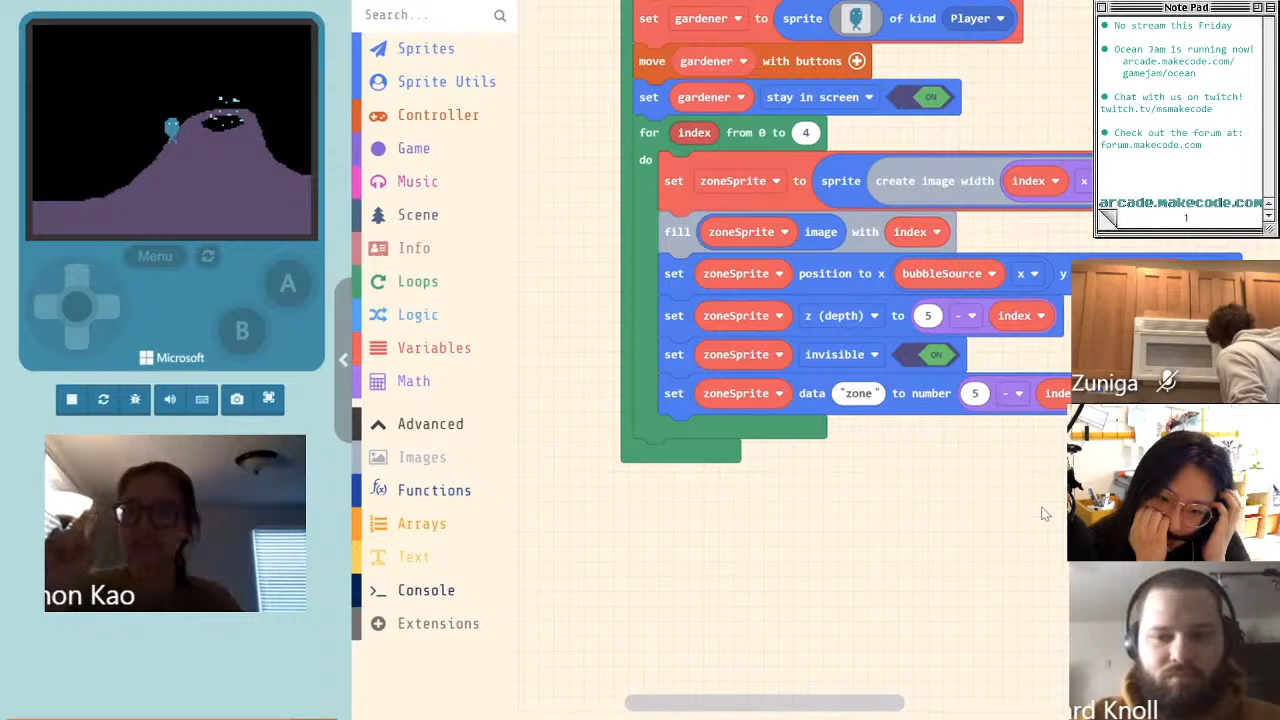 Menu
A
B
Microsoft
non Kao
Search...
Sprites
Sprite Utils
Controller
Game
Music
Scene
Info
Loops
Logic
Variables
Math
Advanced
Images
Functions
Arrays
Text
Console
Extensions
set gardener to sprite of kind Player
move gardener with buttons
set gardener stay in screen ON
for index from 0 to 4
do
set zoneSprite to sprite create image width index x
fill zoneSprite image with index
set zoneSprite position to x bubbleSource x y
set zoneSprite z (depth) to 5 - index
set zoneSprite invisible ON
set zoneSprite data "zone" to number 5 - inde
Note Pad
No stream this Friday
Ocean Jam is running now!
arcade.makecode.com/
gamejam/ocean
Chat with us on twitch!
twitch.tv/msmakecode
Check out the forum at:
forum.makecode.com
arcade.makecode.com
1
Zuniga
ard Knoll